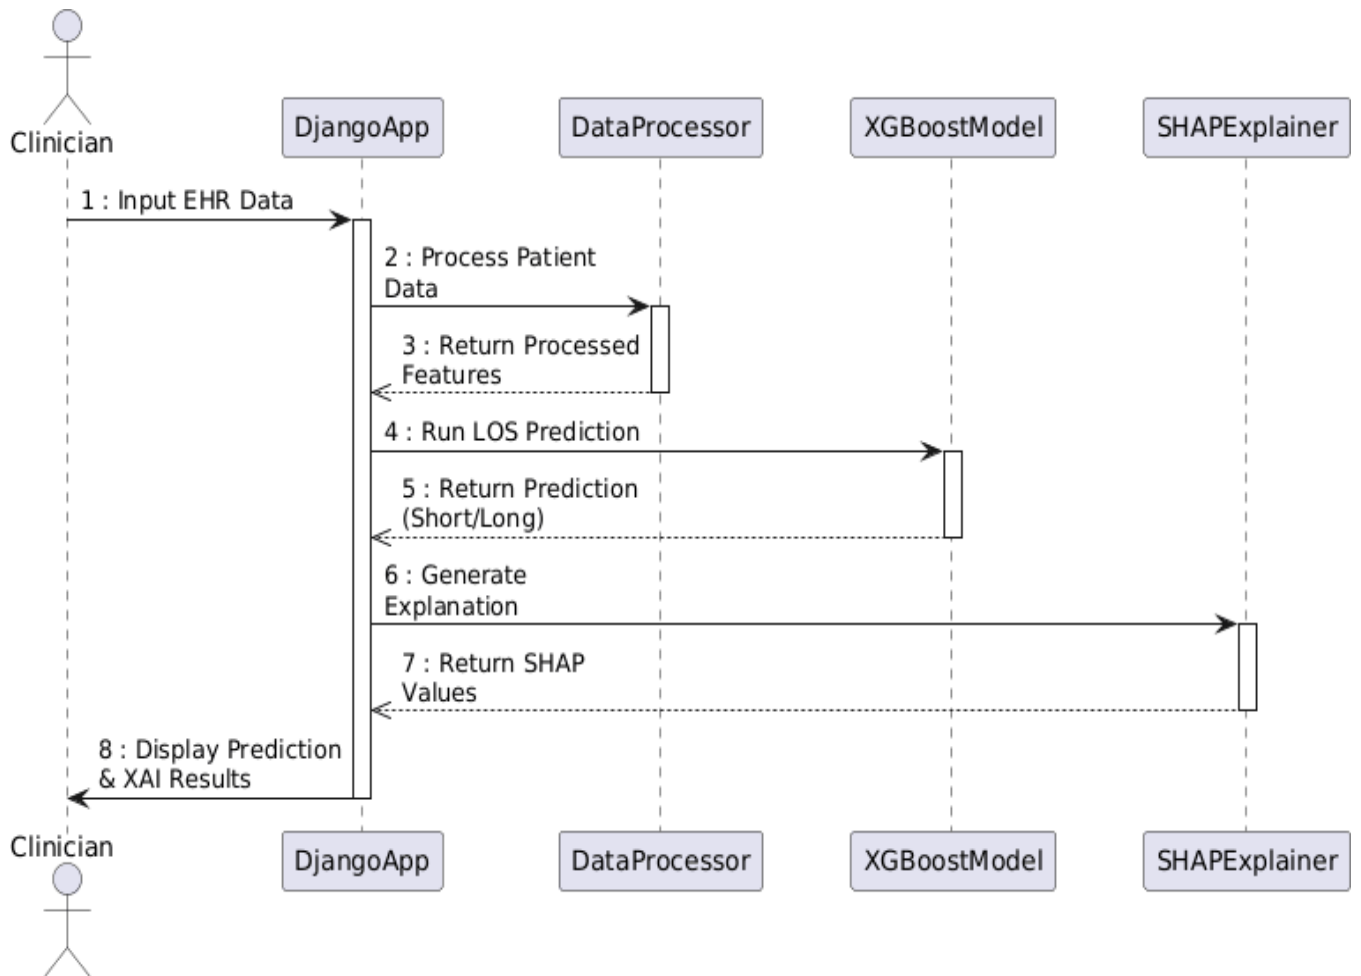 Clinician
DjangoApp
DataProcessor
XGBoostModel
SHAPExplainer
1 : Input EHR Data
2 : Process Patient
Data
3 : Return Processed
Features
4 : Run LOS Prediction
5 : Return Prediction
(Short/Long)
6 : Generate
Explanation
7 : Return SHAP
Values
8 : Display Prediction
& XAI Results
Clinician
DjangoApp
DataProcessor
XGBoostModel
SHAPExplainer